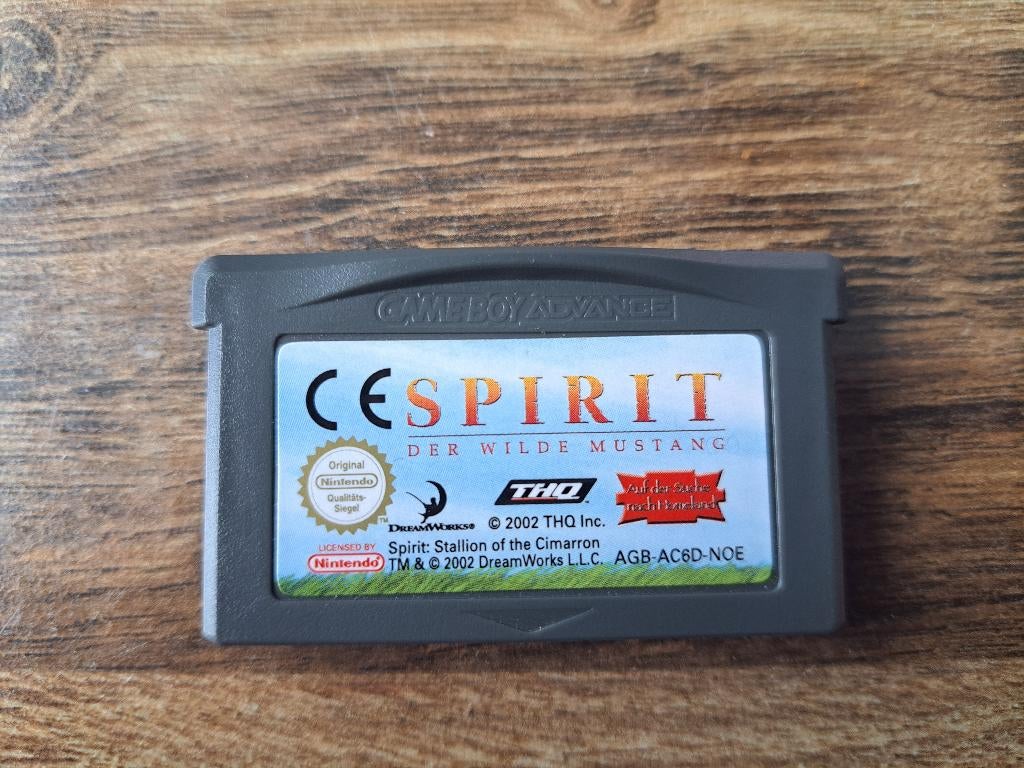 GAME BOY ADVANCE
CE
SPIRIT
DER WILDE MUSTANG
Original
Nintendo
Qualitäts-
Siegel
TM
DREAMWORKS®
THQ
© 2002 THQ Inc.
Auf der Suche
nach Homeland
LICENSED BY
Nintendo
Spirit: Stallion of the Cimarron
TM & © 2002 DreamWorks L.L.C.
AGB-AC6D-NOE